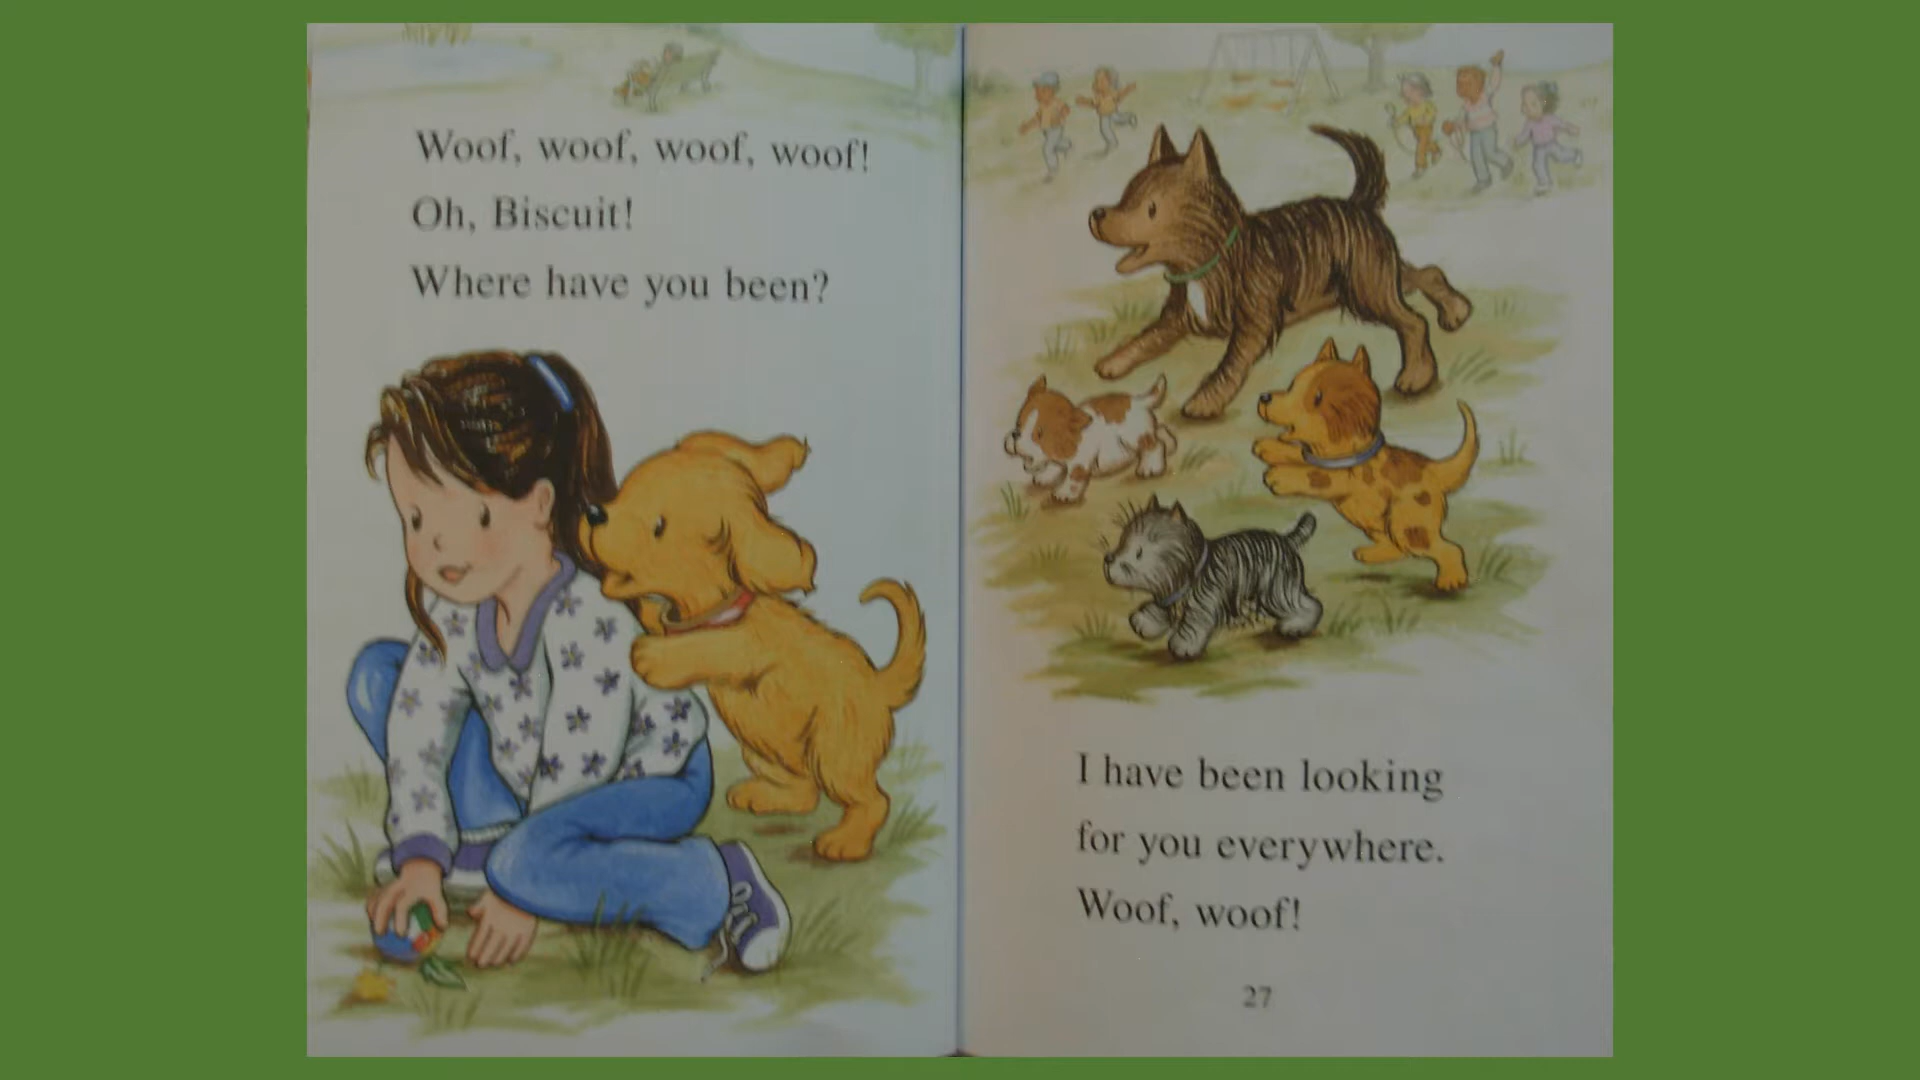 Woof, woof, woof, woof!
Oh, Biscuit!
Where have you been?
I have been looking
for you everywhere.
Woof, woof!
27